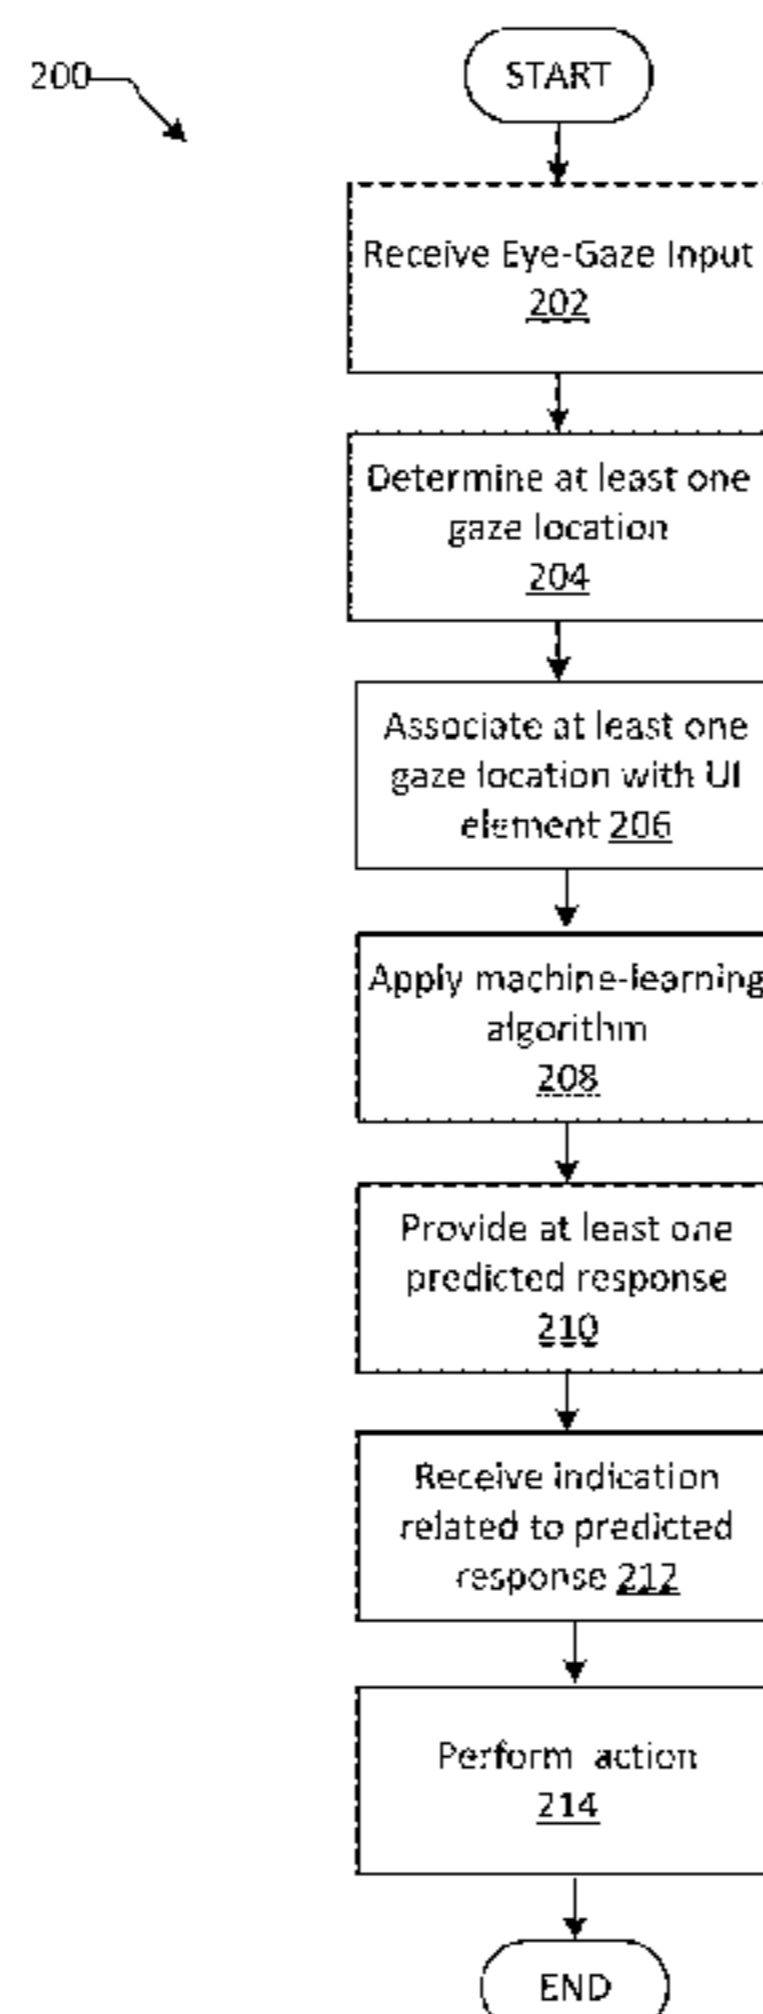 200
START
Receive Eye-Gaze Input
202
Determine at least one
gaze location
204
Associate at least one
gaze location with UI
element 206
Apply machine-learning
algorithm
208
Provide at least one
predicted response
210
Receive indication
related to predicted
response 212
Perform action
214
END